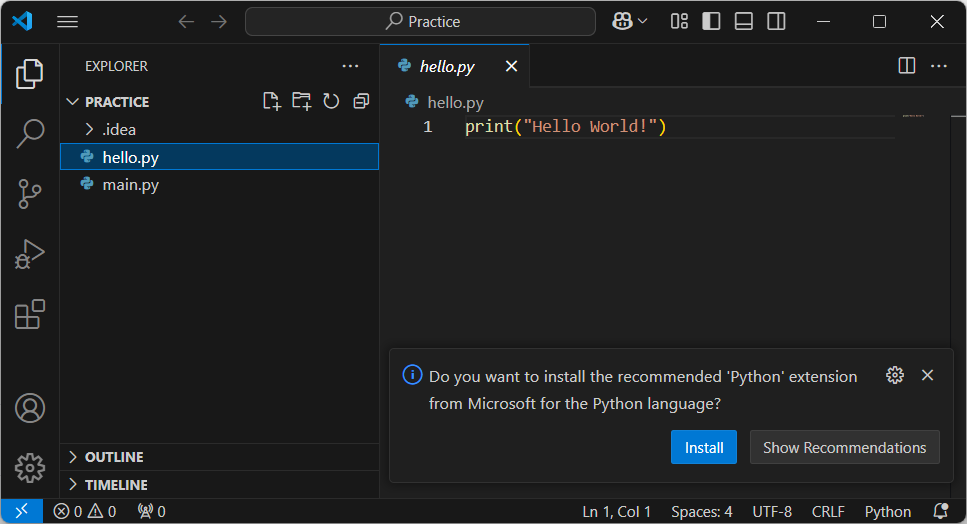 Practice
EXPLORER
PRACTICE
.idea
hello.py
main.py
OUTLINE
TIMELINE
hello.py
hello.py
1 print("Hello World!")
Do you want to install the recommended 'Python' extension
from Microsoft for the Python language?
Install Show Recommendations
0 0 0 Ln 1, Col 1 Spaces: 4 UTF-8 CRLF Python